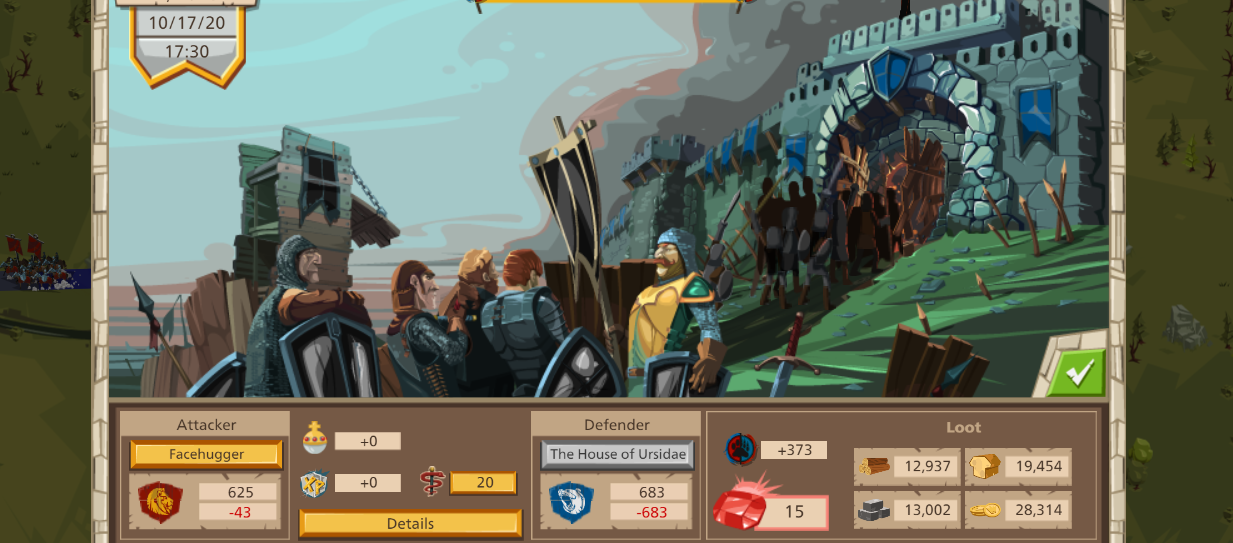 10/17/20
17:30
Attacker
Facehugger
625
-43
+0
+0
XP
20
Details
Defender
The House of Ursidae
683
-683
+373
15
Loot
12,937
19,454
13,002
28,314